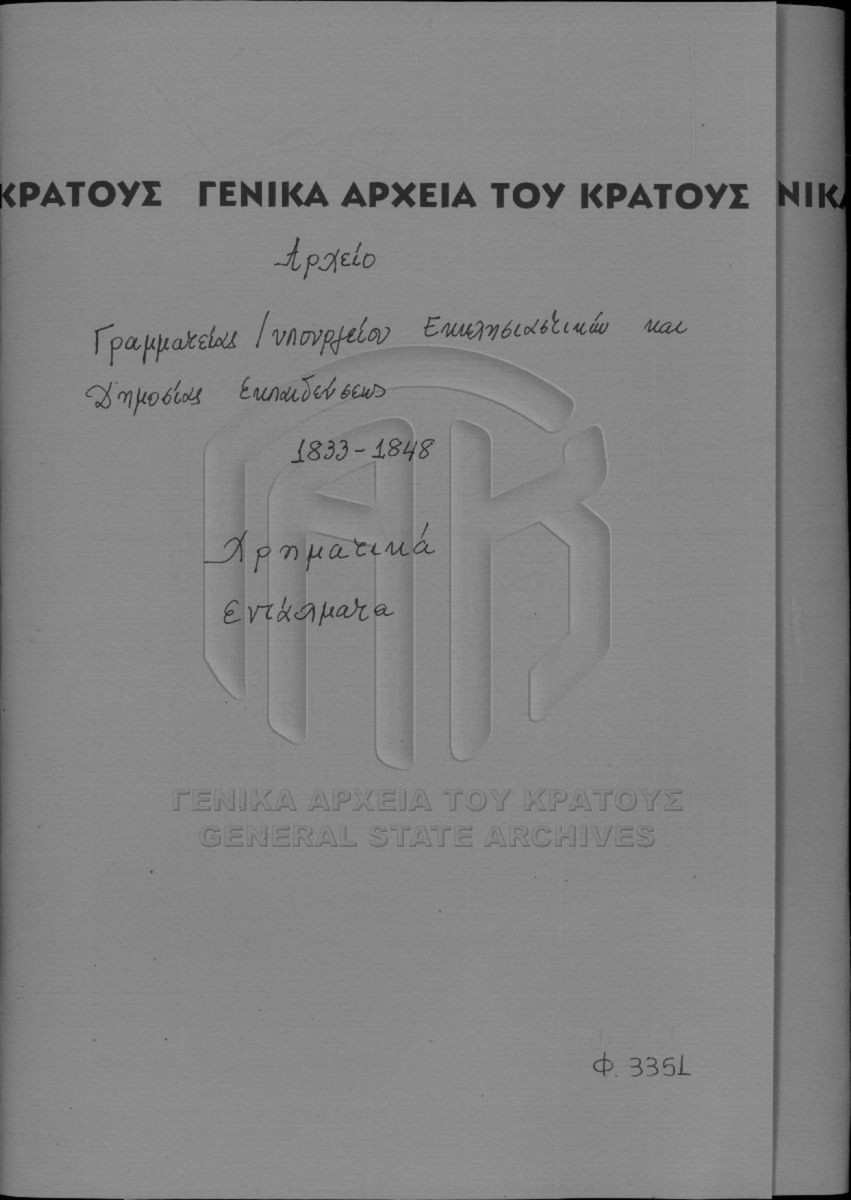 ΚΡΑΤΟΥΣ ΓΕΝΙΚΑ ΑΡΧΕΙΑ ΤΟΥ ΚΡΑΤΟΥΣ ΝΙΚΑ
Αρχείο
Γραμματείας / υπουργείου Εκκλησιαστικών και
Δημοσίας Εκπαιδεύσεως
1833-1848
Χρηματικά
Εντάλματα
ΓΕΝΙΚΑ ΑΡΧΕΙΑ ΤΟΥ ΚΡΑΤΟΥΣ
GENERAL STATE ARCHIVES
Φ. 335L